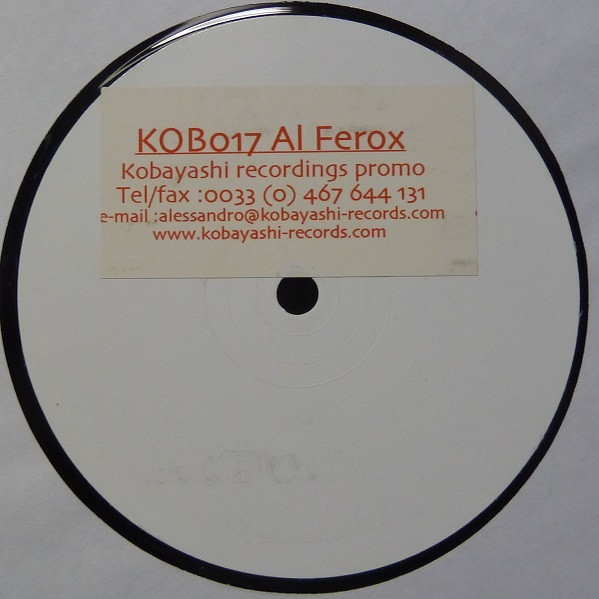 KOB017 Al Ferox
Kobayashi recordings promo
Tel/fax :0033 (0) 467 644 131
e-mail :alessandro@kobayashi-records.com
www.kobayashi-records.com